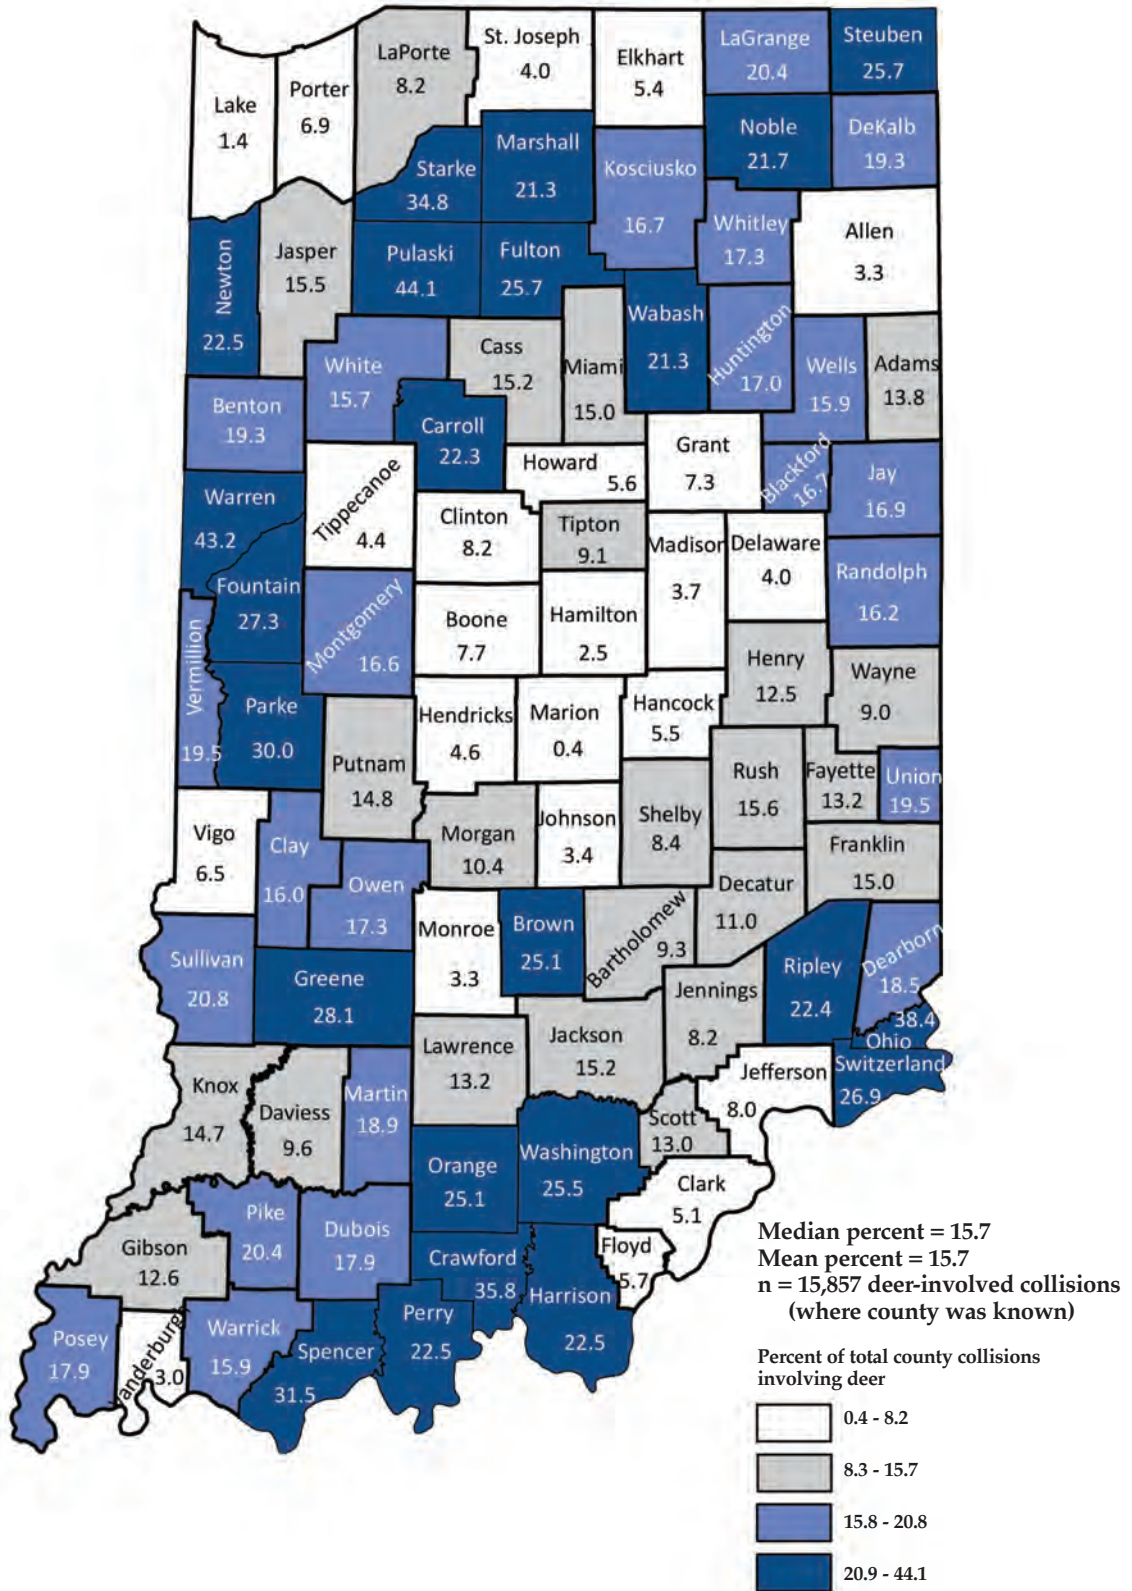 St. Joseph
4.0
LaPorte
8.2
Elkhart
5.4
LaGrange
20.4
Steuben
25.7
Lake
1.4
Porter
6.9
Starke
34.8
Marshall
21.3
Kosciusko
16.7
Noble
21.7
DeKalb
19.3
Whitley
17.3
Allen
3.3
Newton
22.5
Jasper
15.5
Pulaski
44.1
Fulton
25.7
Wabash
21.3
Huntington
17.0
White
15.7
Cass
15.2
Miami
15.0
Wells
15.9
Adams
13.8
Benton
19.3
Carroll
22.3
Howard
5.6
Grant
7.3
Blackford
16.7
Jay
16.9
Warren
43.2
Tippecanoe
4.4
Clinton
8.2
Tipton
9.1
Madison
3.7
Delaware
4.0
Randolph
16.2
Fountain
27.3
Montgomery
16.6
Boone
7.7
Hamilton
2.5
Henry
12.5
Wayne
9.0
Vermillion
19.5
Parke
30.0
Putnam
14.8
Hendricks
4.6
Marion
0.4
Hancock
5.5
Rush
15.6
Fayette
13.2
Union
19.5
Vigo
6.5
Clay
16.0
Owen
17.3
Morgan
10.4
Johnson
3.4
Shelby
8.4
Decatur
11.0
Franklin
15.0
Sullivan
20.8
Greene
28.1
Monroe
3.3
Brown
25.1
Bartholomew
9.3
Jennings
8.2
Ripley
22.4
Dearborn
18.5
38.4
Ohio
Knox
14.7
Daviess
9.6
Martin
18.9
Lawrence
13.2
Jackson
15.2
Scott
13.0
Jefferson
8.0
Switzerland
26.9
Orange
25.1
Washington
25.5
Clark
5.1
Gibson
12.6
Pike
20.4
Dubois
17.9
Crawford
35.8
Harrison
22.5
Floyd
5.7
Posey
17.9
Vanderburgh
3.0
Warrick
15.9
Spencer
31.5
Perry
22.5
Median percent = 15.7
Mean percent = 15.7
n = 15,857 deer-involved collisions
(where county was known)
Percent of total county collisions
involving deer
0.4 - 8.2
8.3 - 15.7
15.8 - 20.8
20.9 - 44.1